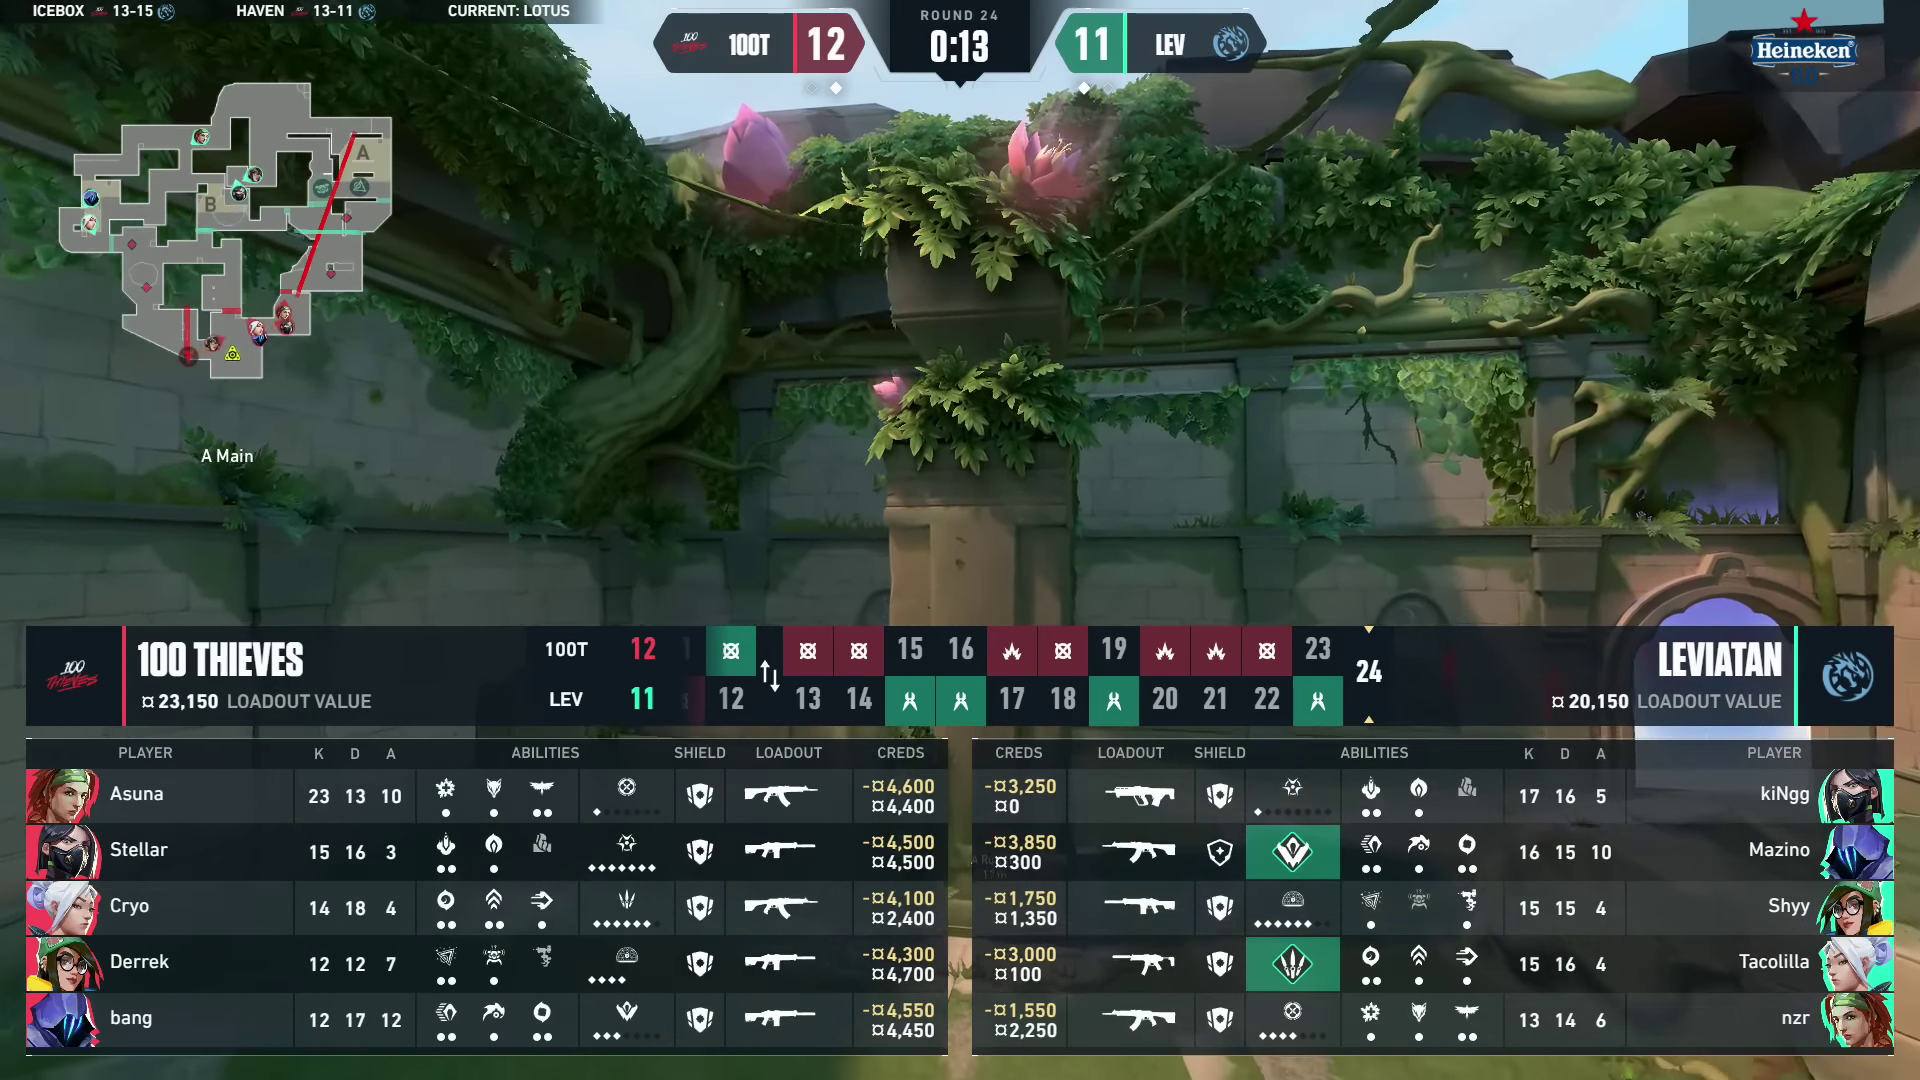 ICEBOX 13-15 HAVEN 13-11 CURRENT: LOTUS
100T 12 ROUND 24 11 LEV
0:13
Heineken
A
B
A Main
100 THIEVES
23,150 LOADOUT VALUE
100T 12 15 16 19 23
LEV 11 12 13 14 17 18 20 21 22
24
LEVIATAN
20,150 LOADOUT VALUE
PLAYER K D A ABILITIES SHIELD LOADOUT CREDS
Asuna 23 13 10 -4,600
4,400
Stellar 15 16 3 -4,500
4,500
Cryo 14 18 4 -4,100
2,400
Derrek 12 12 7 -4,300
4,700
bang 12 17 12 -4,550
4,450
CREDS LOADOUT SHIELD ABILITIES K D A PLAYER
-3,250 17 16 5 kiNgg
0
-3,850 16 15 10 Mazino
300
-1,750 15 15 4 Shyy
1,350
-3,000 15 16 4 Tacolilla
100
-1,550 13 14 6 nzr
2,250